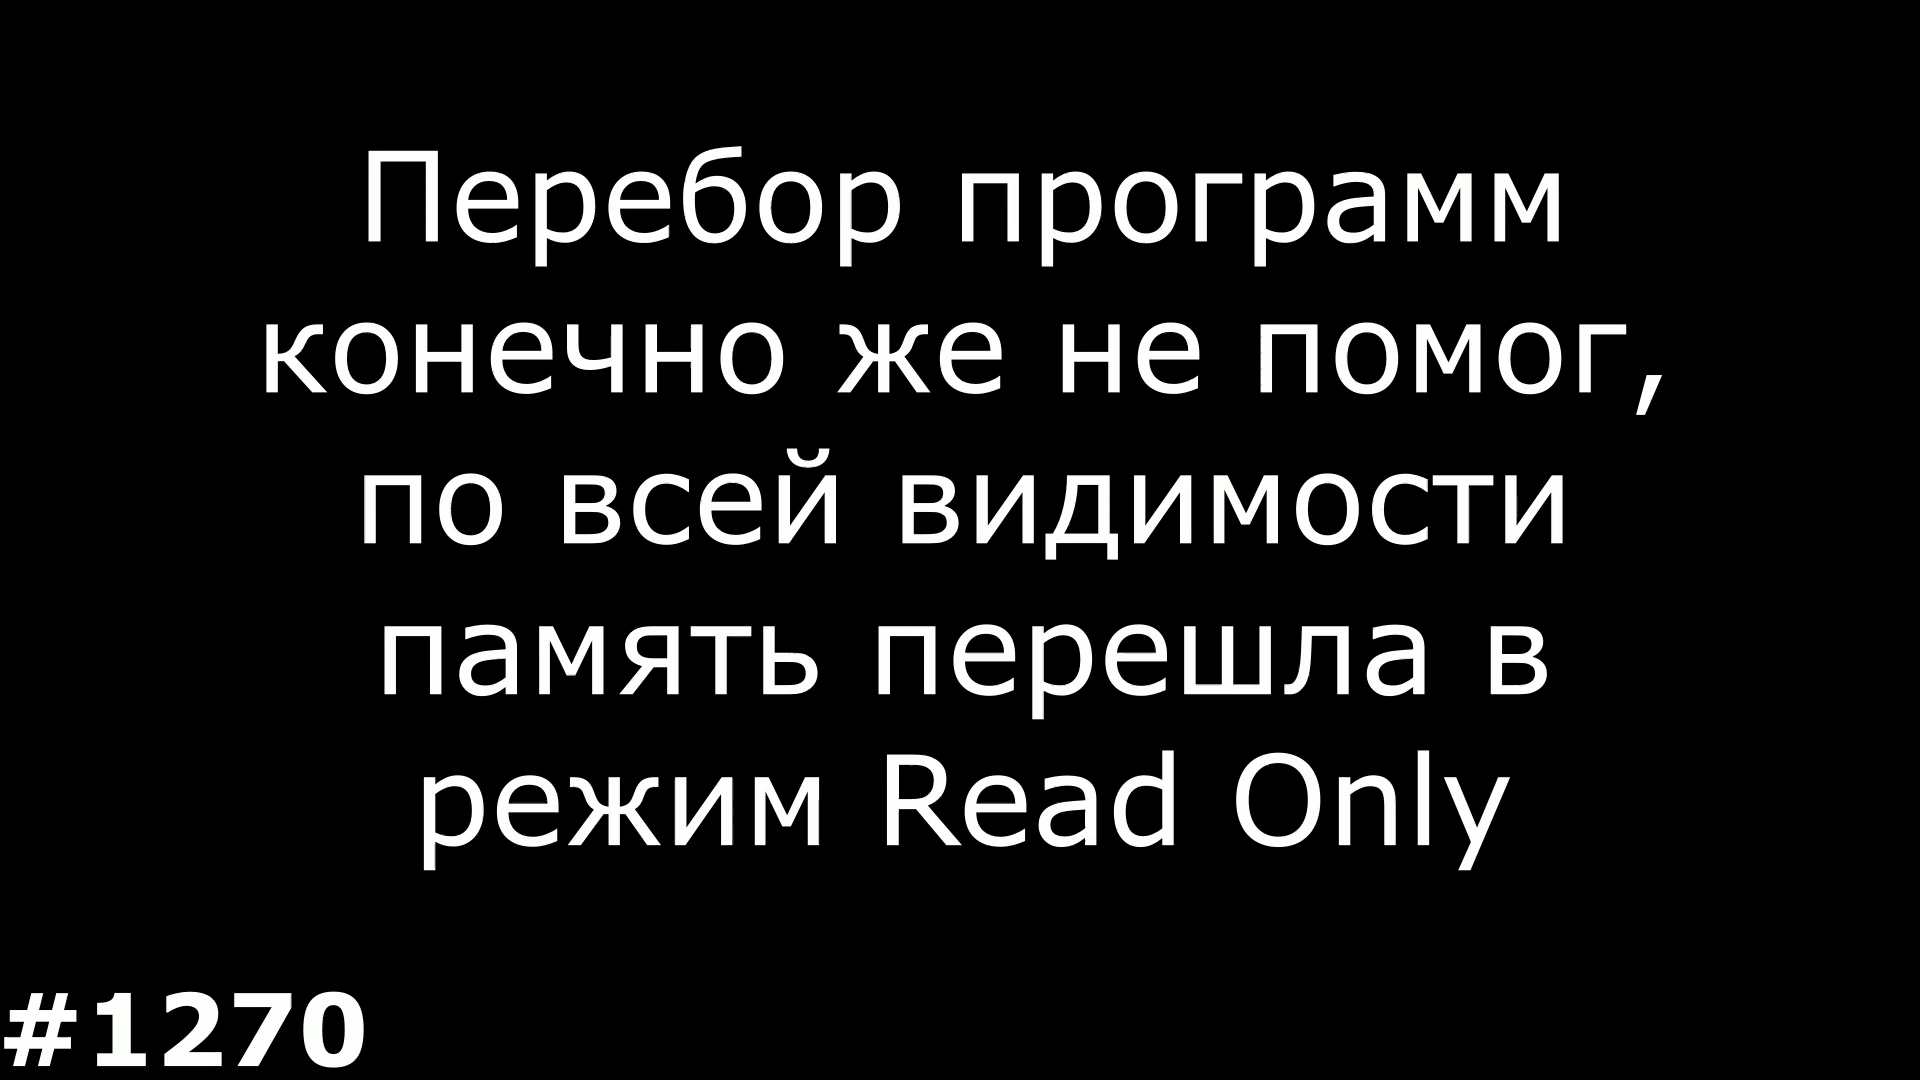 Перебор программ
конечно же не помог,
по всей видимости
память перешла в
режим Read Only
#1270